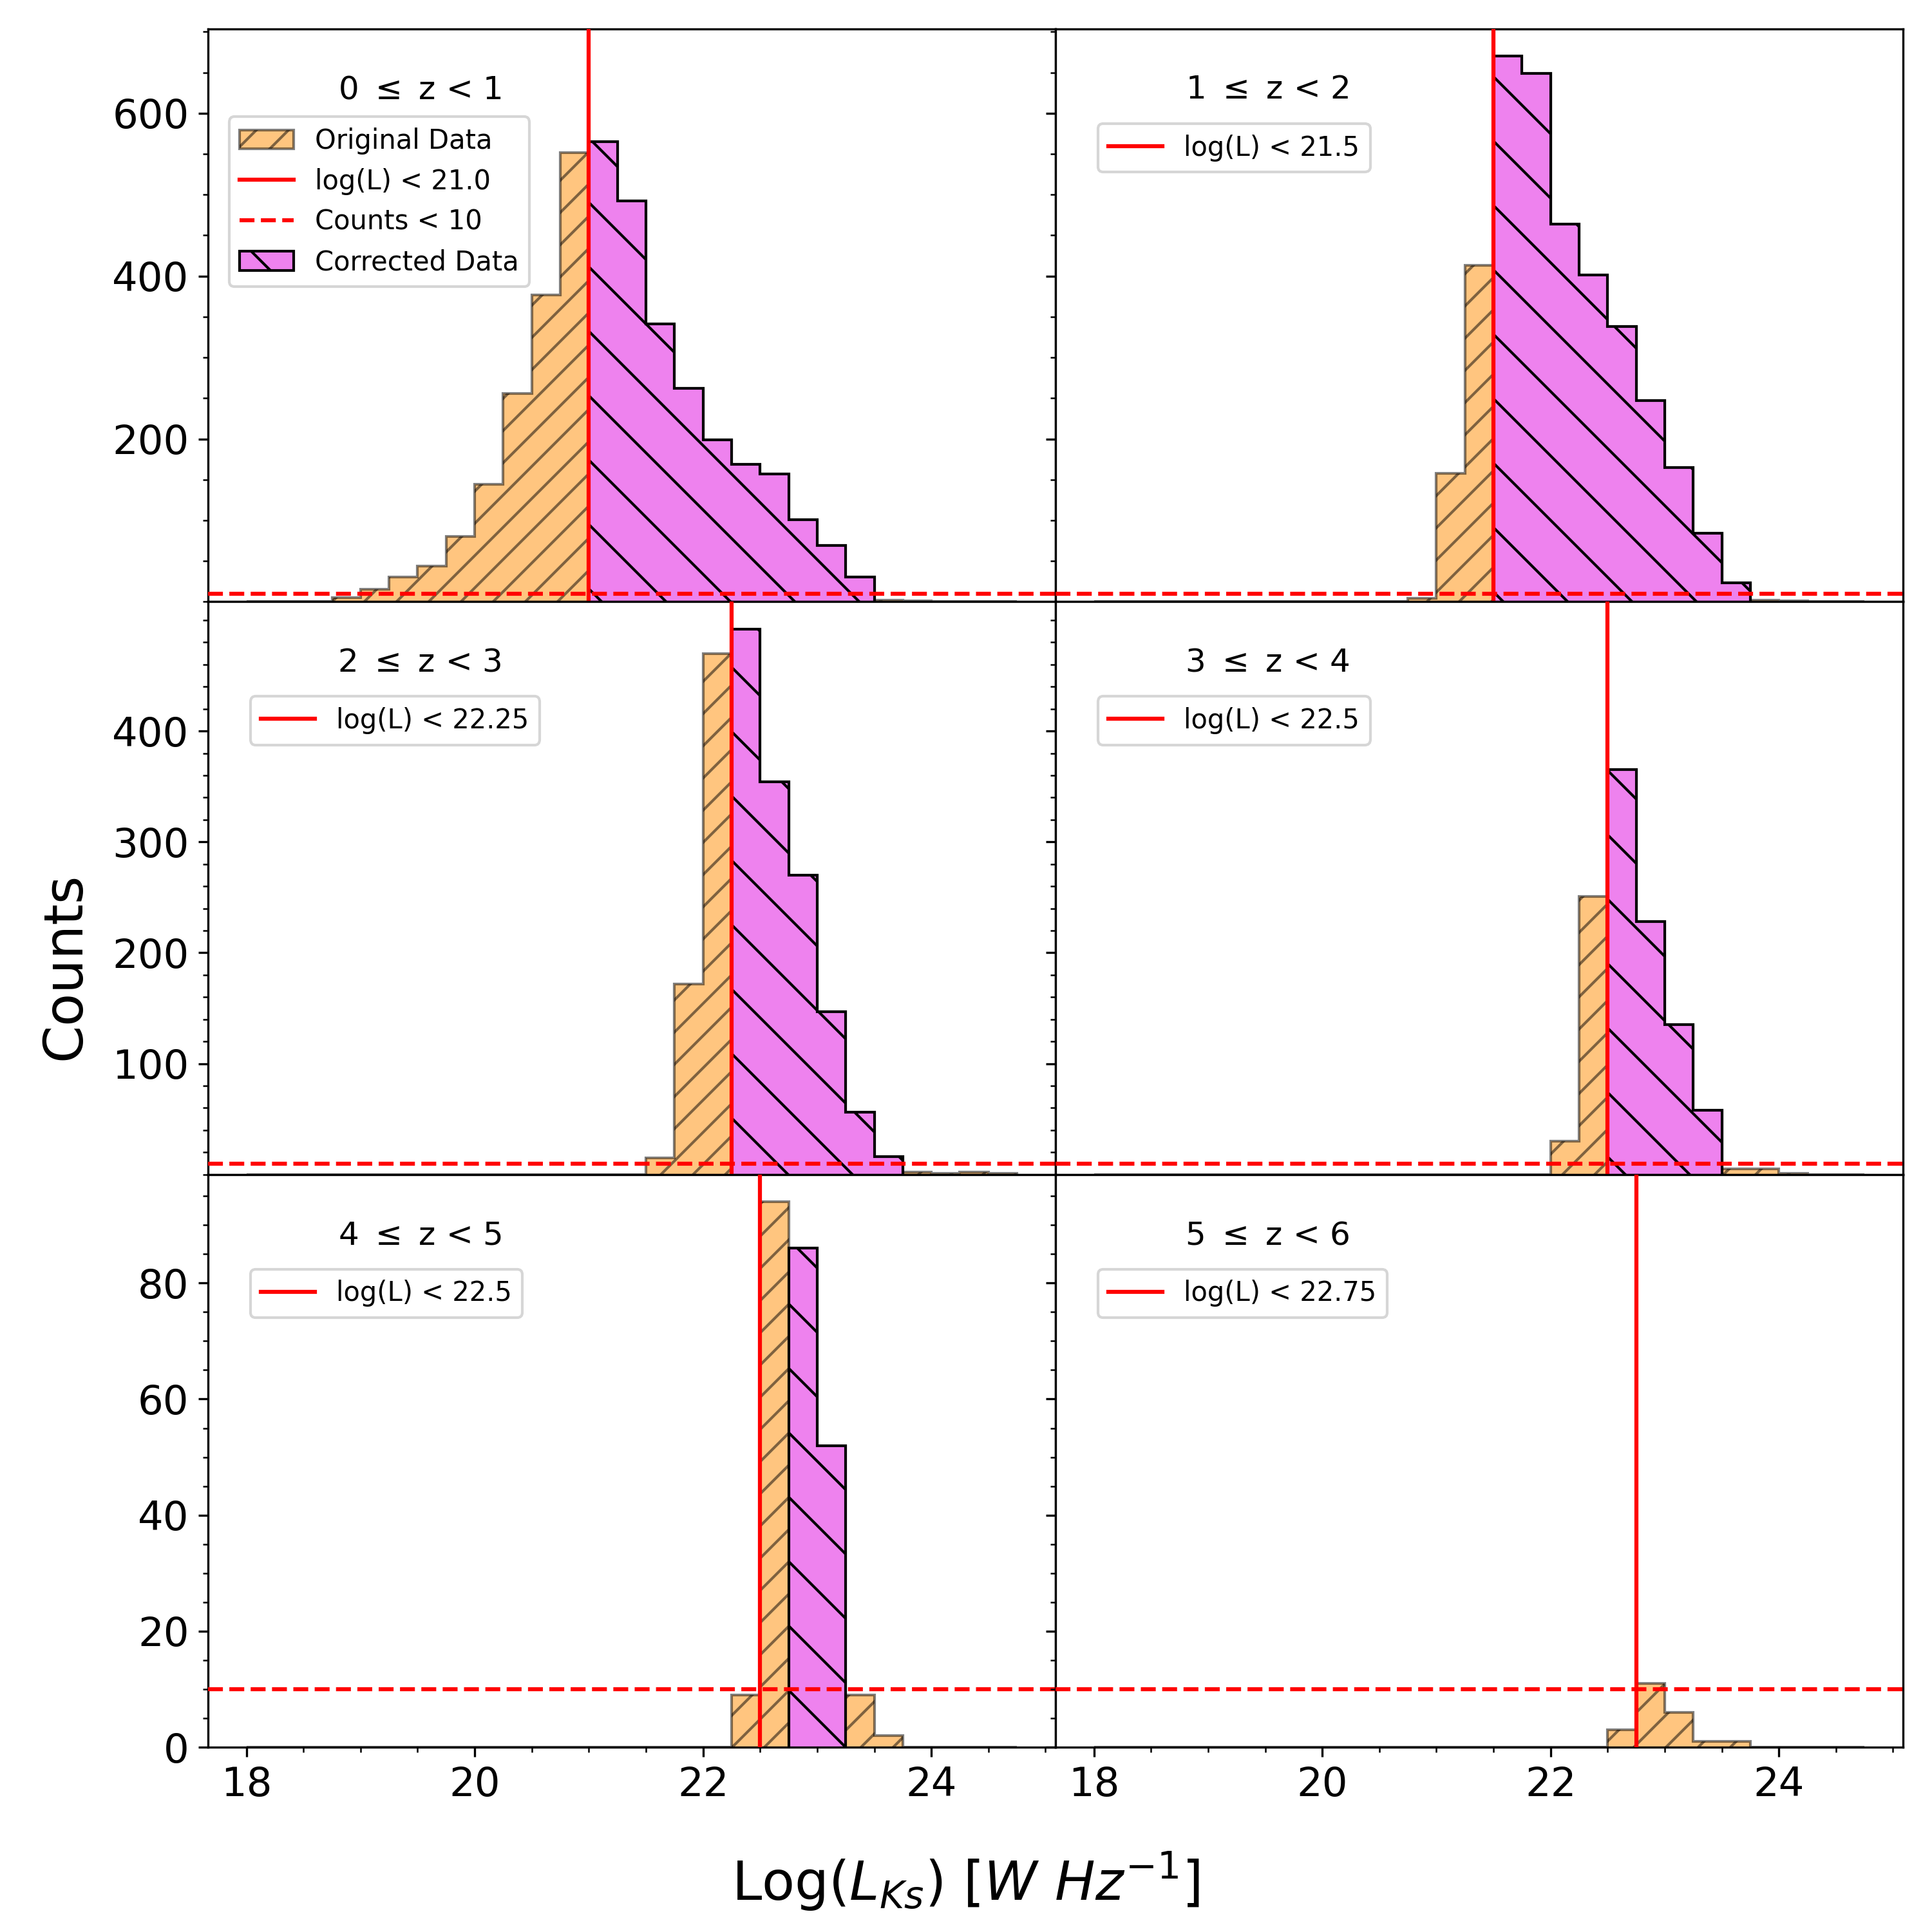 0 ≤ z < 1
Original Data
log(L) < 21.0
Counts < 10
Corrected Data
1 ≤ z < 2
log(L) < 21.5
600
400
200
2 ≤ z < 3
log(L) < 22.25
3 ≤ z < 4
log(L) < 22.5
400
300
200
100
4 ≤ z < 5
log(L) < 22.5
5 ≤ z < 6
log(L) < 22.75
80
60
40
20
0
18 20 22 24 18 20 22 24
Counts
Log(L_{Ks}) [W Hz^{-1}]